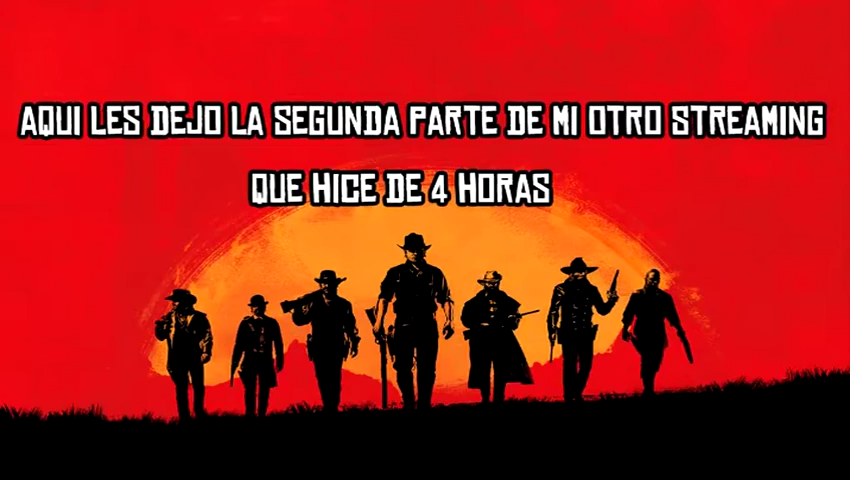 AQUI LES DEJO LA SEGUNDA PARTE DE MI OTRO STREAMING
QUE HICE DE 4 HORAS